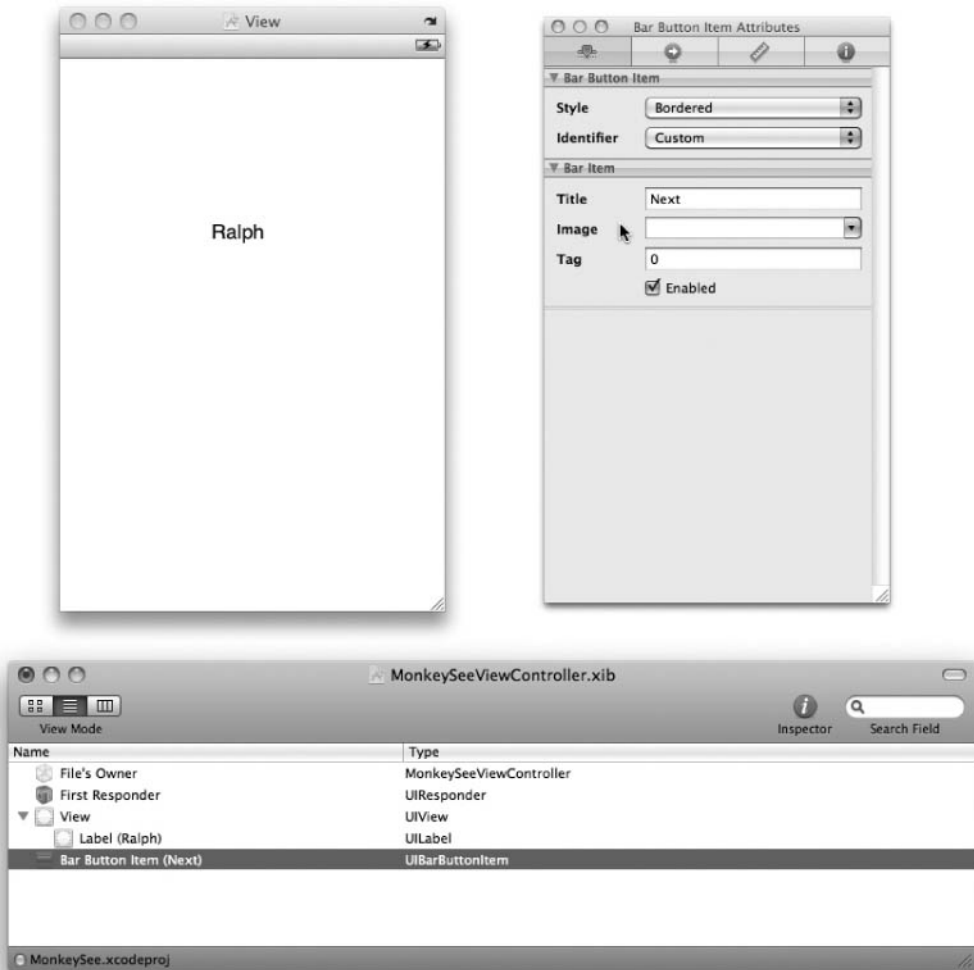 View
Ralph
Bar Button Item Attributes
Bar Button Item
Style Bordered
Identifier Custom
Bar Item
Title Next
Image
Tag 0
Enabled
MonkeySeeViewController.xib
View Mode
Inspector
Search Field
Name Type
File's Owner MonkeySeeViewController
First Responder UIResponder
View UIView
Label (Ralph) UILabel
Bar Button Item (Next) UIBarButtonItem
MonkeySee.xcodeproj